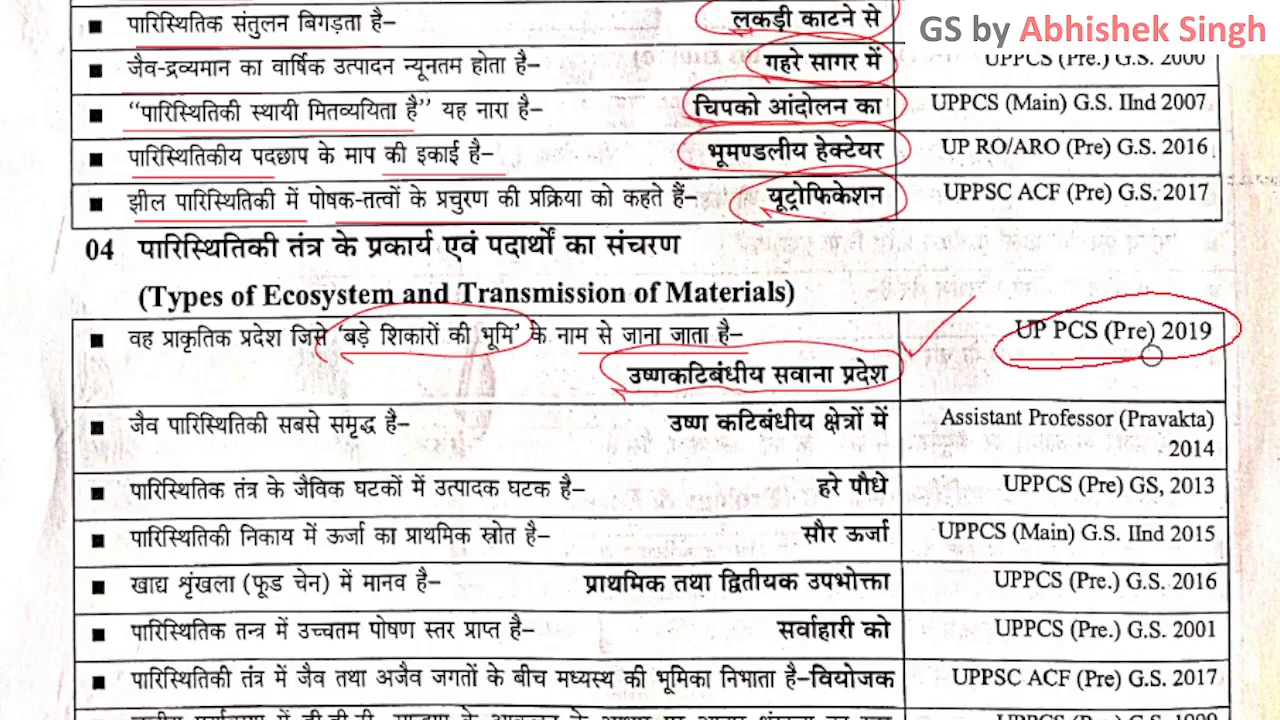 GS by Abhishek Singh
■ पारिस्थितिक संतुलन बिगड़ता है– लकड़ी काटने से
■ जैव-द्रव्यमान का वार्षिक उत्पादन न्यूनतम होता है– गहरे सागर में UPPCS (Pre.) G.S. 2000
■ “पारिस्थितिकी स्थायी मितव्ययिता है” यह नारा है– चिपको आंदोलन का UPPCS (Main) G.S. IInd 2007
■ पारिस्थितिकीय पदछाप के माप की इकाई है– भूमण्डलीय हेक्टेयर UP RO/ARO (Pre) G.S. 2016
■ झील पारिस्थितिकी में पोषक-तत्वों के प्रचुरण की प्रक्रिया को कहते हैं– यूट्रोफिकेशन UPPSC ACF (Pre) G.S. 2017
04 पारिस्थितिकी तंत्र के प्रकार्य एवं पदार्थों का संचरण
(Types of Ecosystem and Transmission of Materials)
■ वह प्राकृतिक प्रदेश जिसे ‘बड़े शिकारों की भूमि’ के नाम से जाना जाता है– UP PCS (Pre) 2019
उष्णकटिबंधीय सवाना प्रदेश
■ जैव पारिस्थितिकी सबसे समृद्ध है– उष्ण कटिबंधीय क्षेत्रों में Assistant Professor (Pravakta)
2014
■ पारिस्थितिक तंत्र के जैविक घटकों में उत्पादक घटक है– हरे पौधे UPPCS (Pre) GS, 2013
■ पारिस्थितिकी निकाय में ऊर्जा का प्राथमिक स्रोत है– सौर ऊर्जा UPPCS (Main) G.S. IInd 2015
■ खाद्य शृंखला (फूड चेन) में मानव है– प्राथमिक तथा द्वितीयक उपभोक्ता UPPCS (Pre.) G.S. 2016
■ पारिस्थितिक तन्त्र में उच्चतम पोषण स्तर प्राप्त है– सर्वाहारी को UPPCS (Pre.) G.S. 2001
■ पारिस्थितिकी तंत्र में जैव तथा अजैव जगतों के बीच मध्यस्थ की भूमिका निभाता है–वियोजक UPPSC ACF (Pre) G.S. 2017